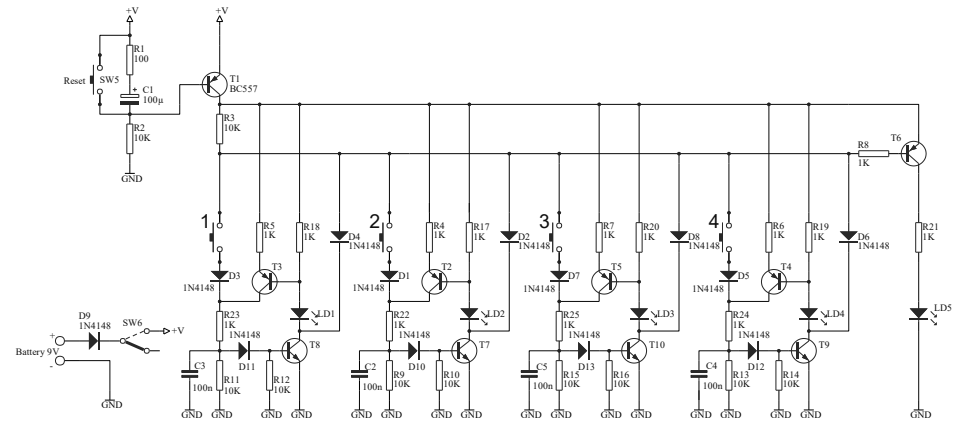 +V
+V
R1
100
Reset
SW5
C1
+
100µ
R2
10K
GND
T1
BC557
R3
10K
T6
R8
1K
1
R5
1K
R18
1K
D4
1N4148
2
R4
1K
R17
1K
D2
1N4148
3
R7
1K
R20
1K
D8
1N4148
4
R6
1K
R19
1K
D6
1N4148
R21
1K
D3
1N4148
T3
D1
1N4148
T2
D7
1N4148
T5
D5
1N4148
T4
R23
1K
LD1
R22
1K
LD2
R25
1K
LD3
R24
1K
LD4
LD5
D9
1N4148
SW6
+V
+
Battery 9V
-
GND
1N4148
T8
C3
100n
D11
R11
10K
R12
10K
GND
GND
GND
GND
1N4148
T7
C2
100n
D10
R9
10K
R10
10K
GND
GND
GND
GND
1N4148
T10
C5
100n
D13
R15
10K
R16
10K
GND
GND
GND
GND
1N4148
T9
C4
100n
D12
R13
10K
R14
10K
GND
GND
GND
GND
GND